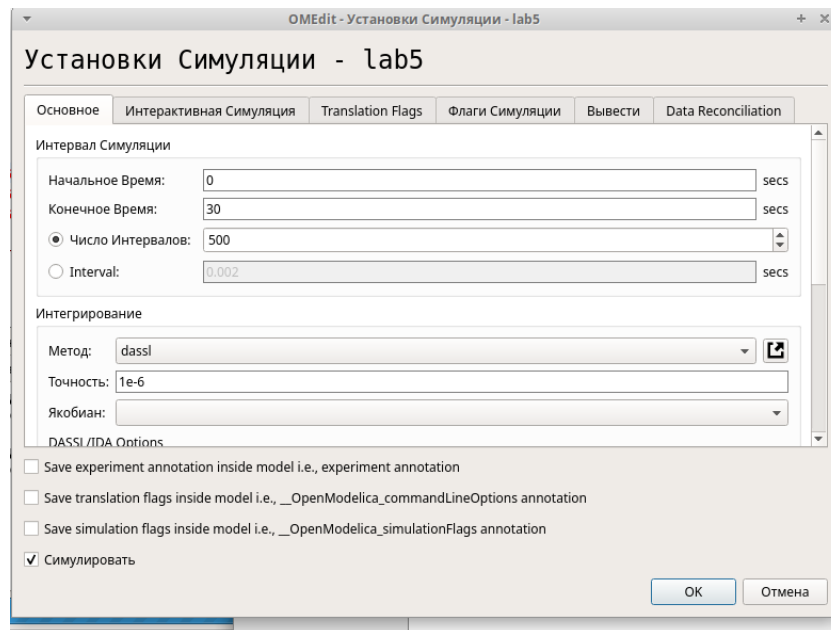 OMEdit - Установки Симуляции - lab5
Установки Симуляции - lab5
Основное Интерактивная Симуляция Translation Flags Флаги Симуляции Вывести Data Reconciliation
Интервал Симуляции
Начальное Время: 0 secs
Конечное Время: 30 secs
Число Интервалов: 500
Interval: 0.002 secs
Интегрирование
Метод: dassl
Точность: 1e-6
Якобиан:
DASSL/IDA Options
Save experiment annotation inside model i.e., experiment annotation
Save translation flags inside model i.e., __OpenModelica_commandLineOptions annotation
Save simulation flags inside model i.e., __OpenModelica_simulationFlags annotation
Симулировать
OK Отмена